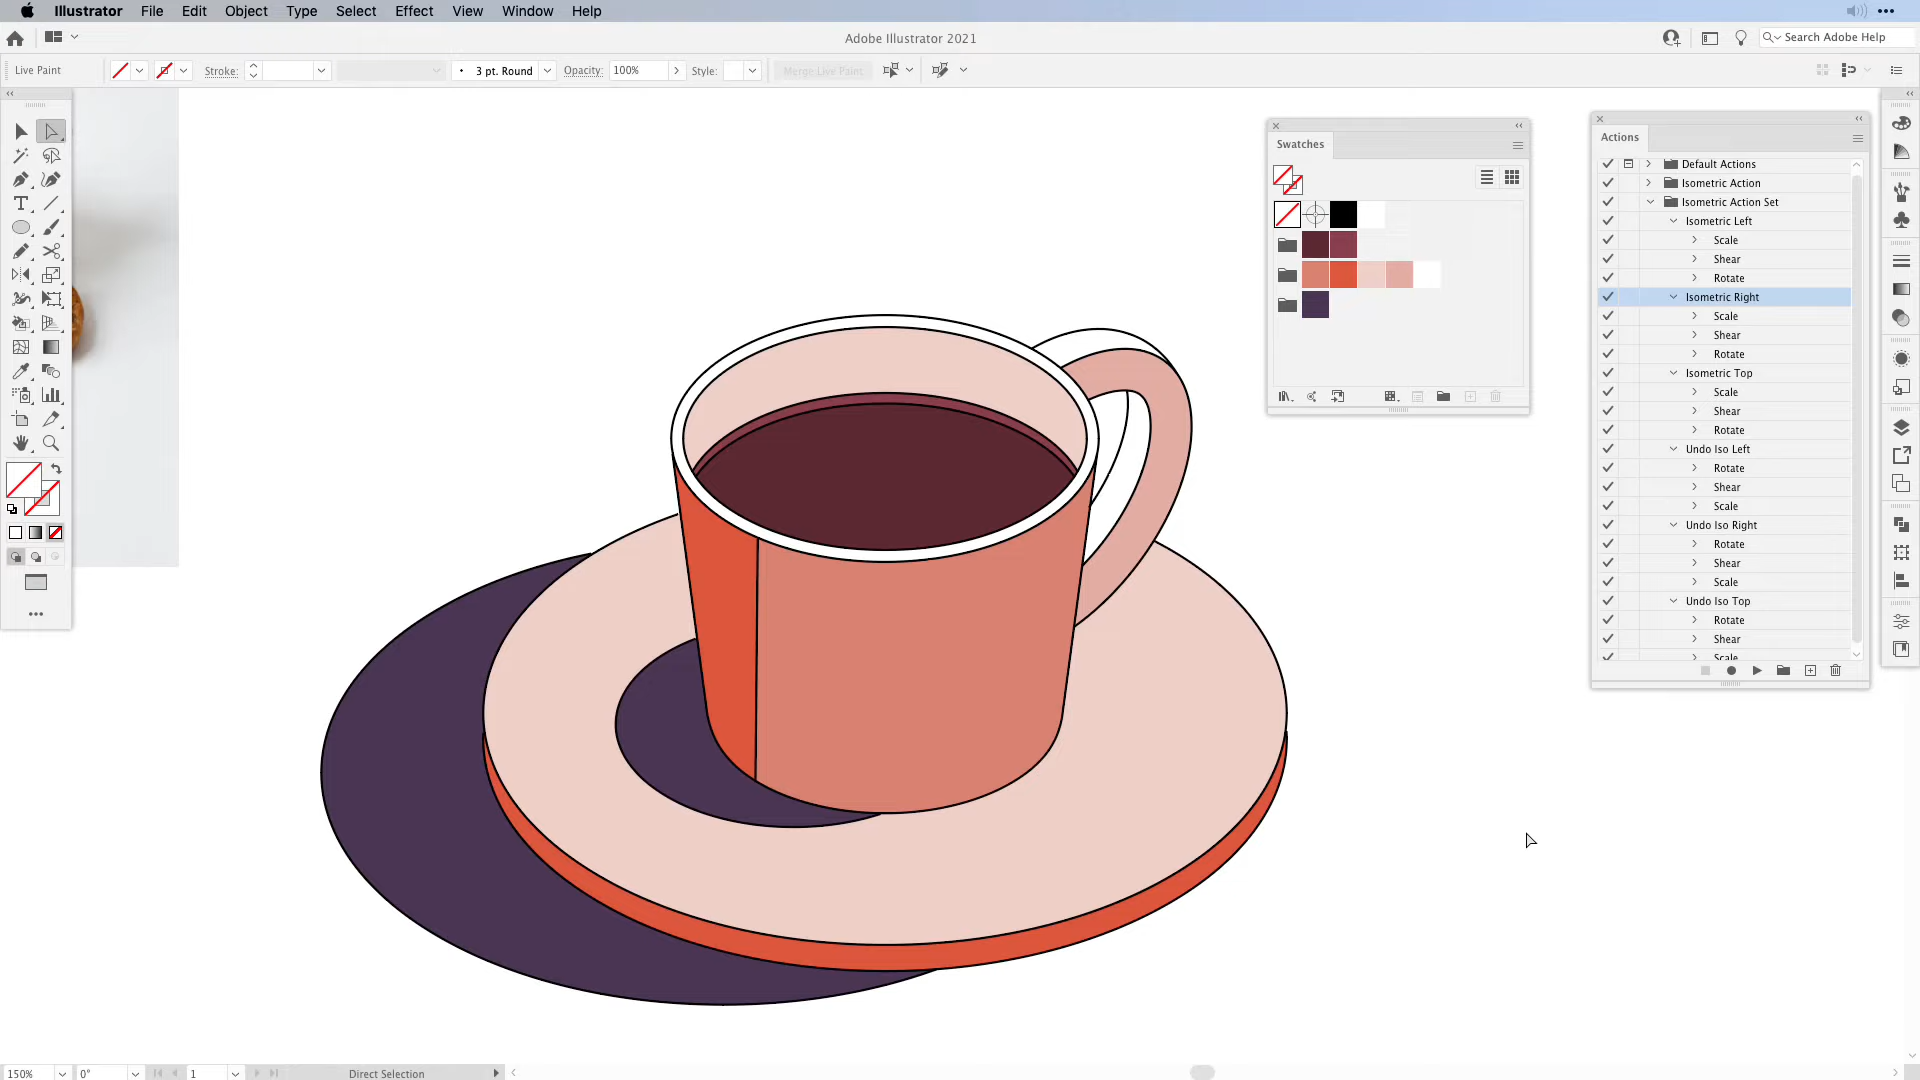 Illustrator File Edit Object Type Select Effect View Window Help
Adobe Illustrator 2021
Search Adobe Help
Live Paint
Stroke:
3 pt. Round
Opacity: 100%
Style:
Merge Live Paint
Swatches
Actions
Default Actions
Isometric Action
Isometric Action Set
Isometric Left
Scale
Shear
Rotate
Isometric Right
Scale
Shear
Rotate
Isometric Top
Scale
Shear
Rotate
Undo Iso Left
Rotate
Shear
Scale
Undo Iso Right
Rotate
Shear
Scale
Undo Iso Top
Rotate
Shear
Scale
150% 0° 1 Direct Selection